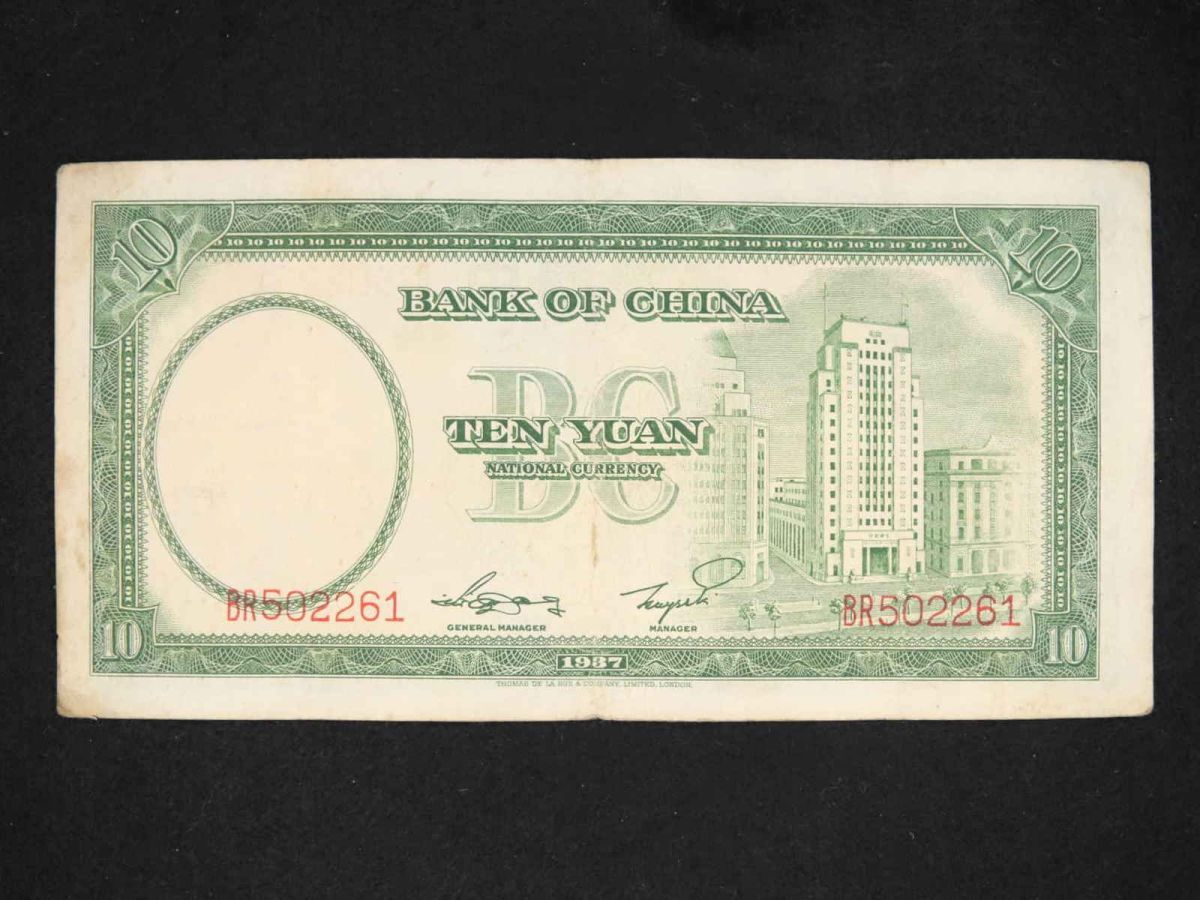 10
10
BANK OF CHINA
BC
TEN YUAN
NATIONAL CURRENCY
BR502261
GENERAL MANAGER
MANAGER
BR502261
10
1937
10
THOMAS DE LA RUE & COMPANY, LIMITED, LONDON.